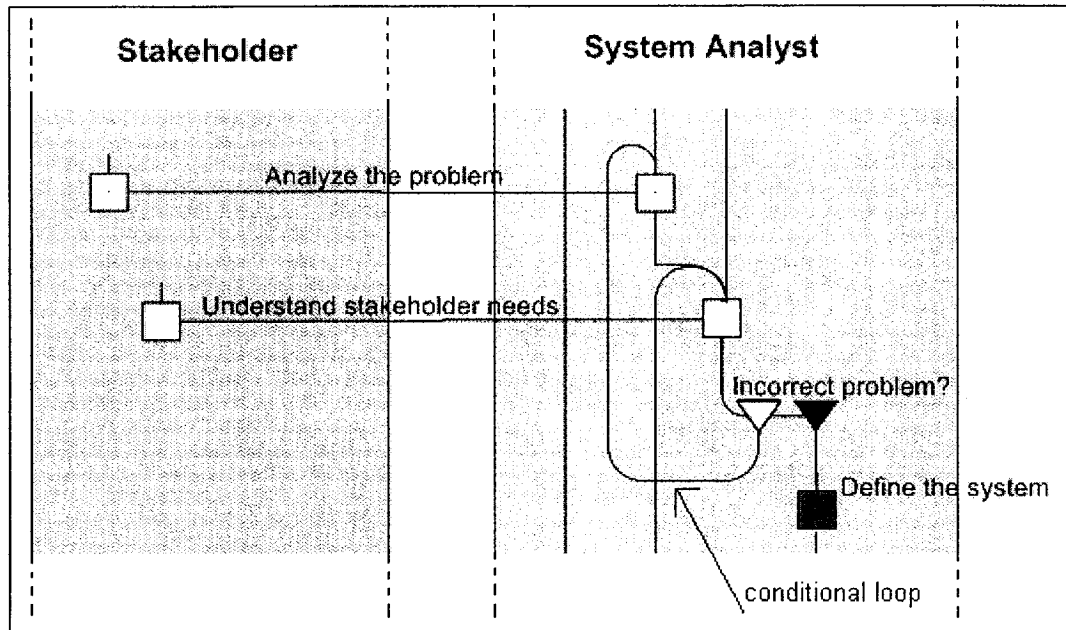 Stakeholder
System Analyst
Analyze the problem
Understand stakeholder needs
Incorrect problem?
Define the system
conditional loop